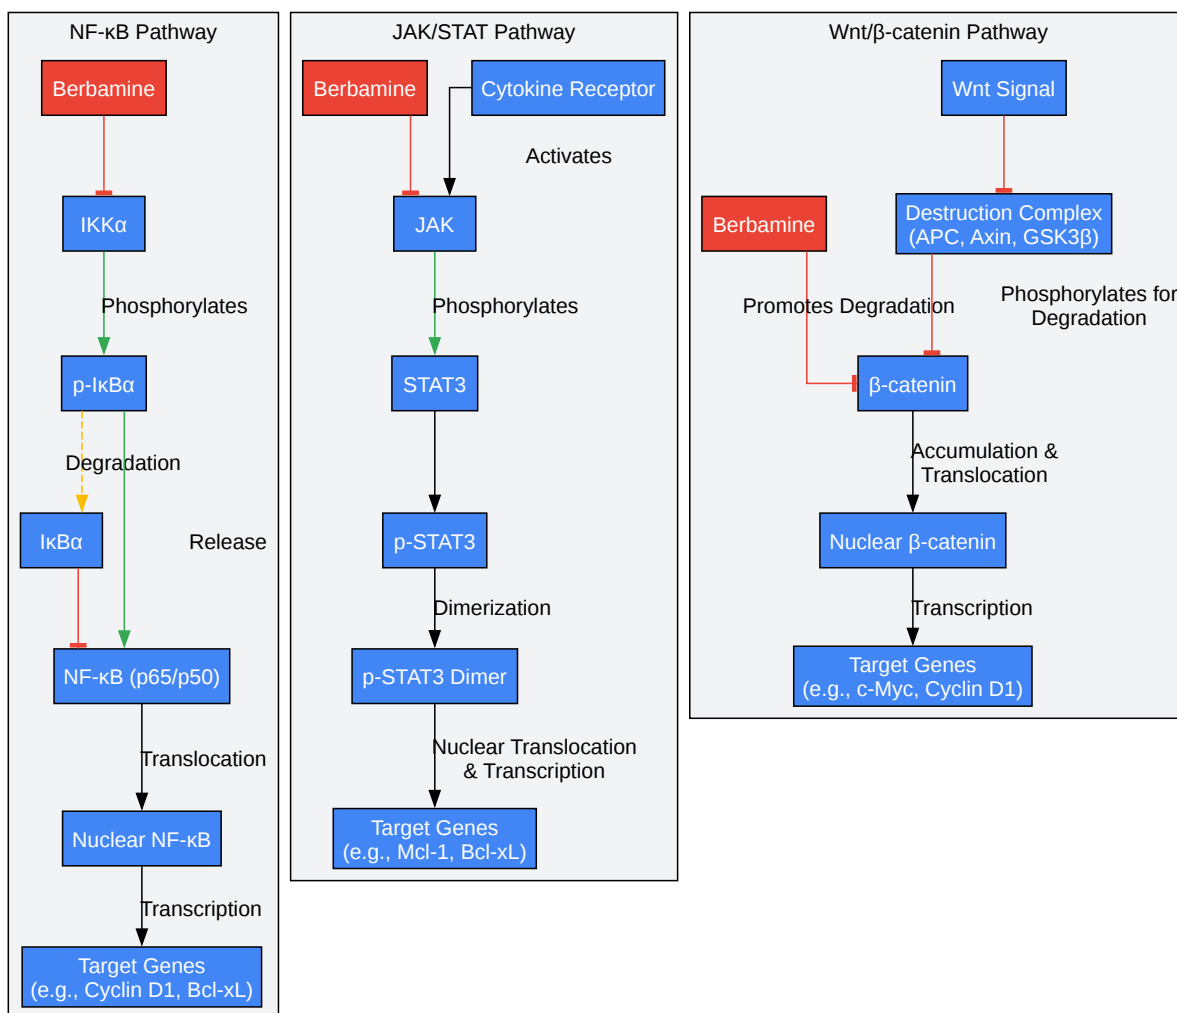 NF-κB Pathway
Berbamine
IKKα
Phosphorylates
p-IκBα
Degradation
IκBα
Release
NF-κB (p65/p50)
Translocation
Nuclear NF-κB
Transcription
Target Genes
(e.g., Cyclin D1, Bcl-xL)
JAK/STAT Pathway
Berbamine
Cytokine Receptor
Activates
JAK
Phosphorylates
STAT3
p-STAT3
Dimerization
p-STAT3 Dimer
Nuclear Translocation
& Transcription
Target Genes
(e.g., Mcl-1, Bcl-xL)
Wnt/β-catenin Pathway
Wnt Signal
Berbamine
Destruction Complex
(APC, Axin, GSK3β)
Promotes Degradation
Phosphorylates for
Degradation
β-catenin
Accumulation &
Translocation
Nuclear β-catenin
Transcription
Target Genes
(e.g., c-Myc, Cyclin D1)